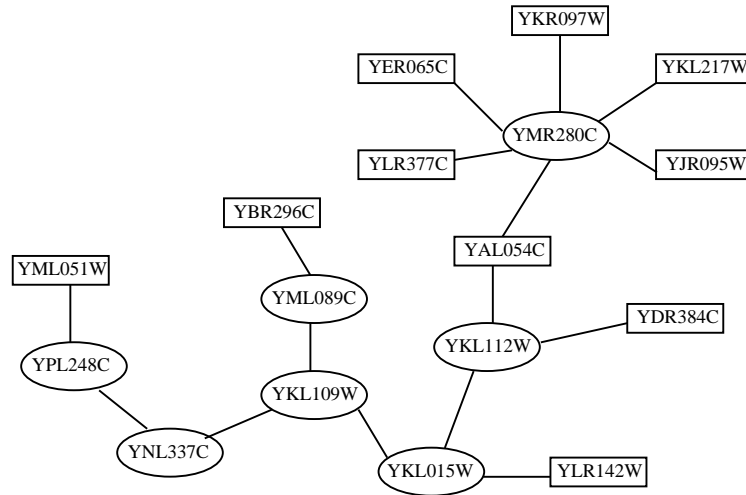 YKR097W
YER065C
YKL217W
YMR280C
YLR377C
YJR095W
YBR296C
YAL054C
YML051W
YML089C
YDR384C
YKL112W
YPL248C
YKL109W
YNL337C
YKL015W
YLR142W